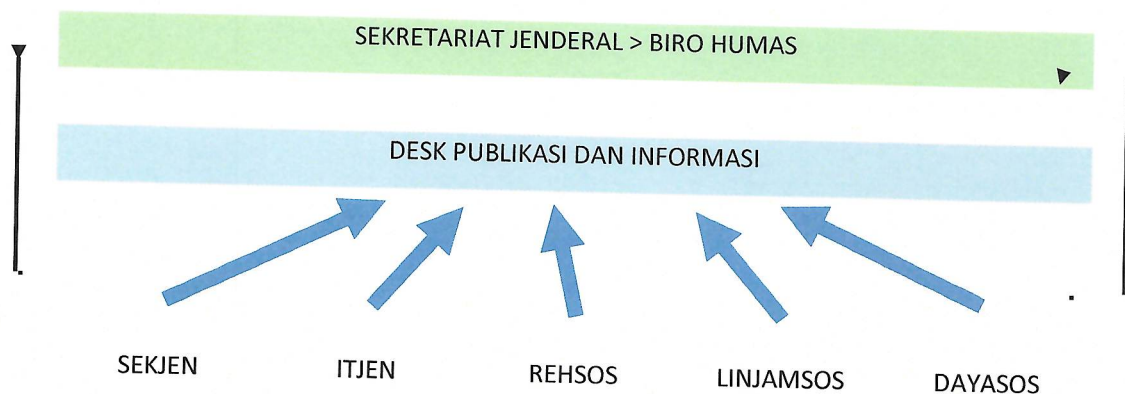 SEKRETARIAT JENDERAL > BIRO HUMAS
DESK PUBLIKASI DAN INFORMASI
SEKJEN ITJEN REHSOS LINJAMSOS DAYASOS